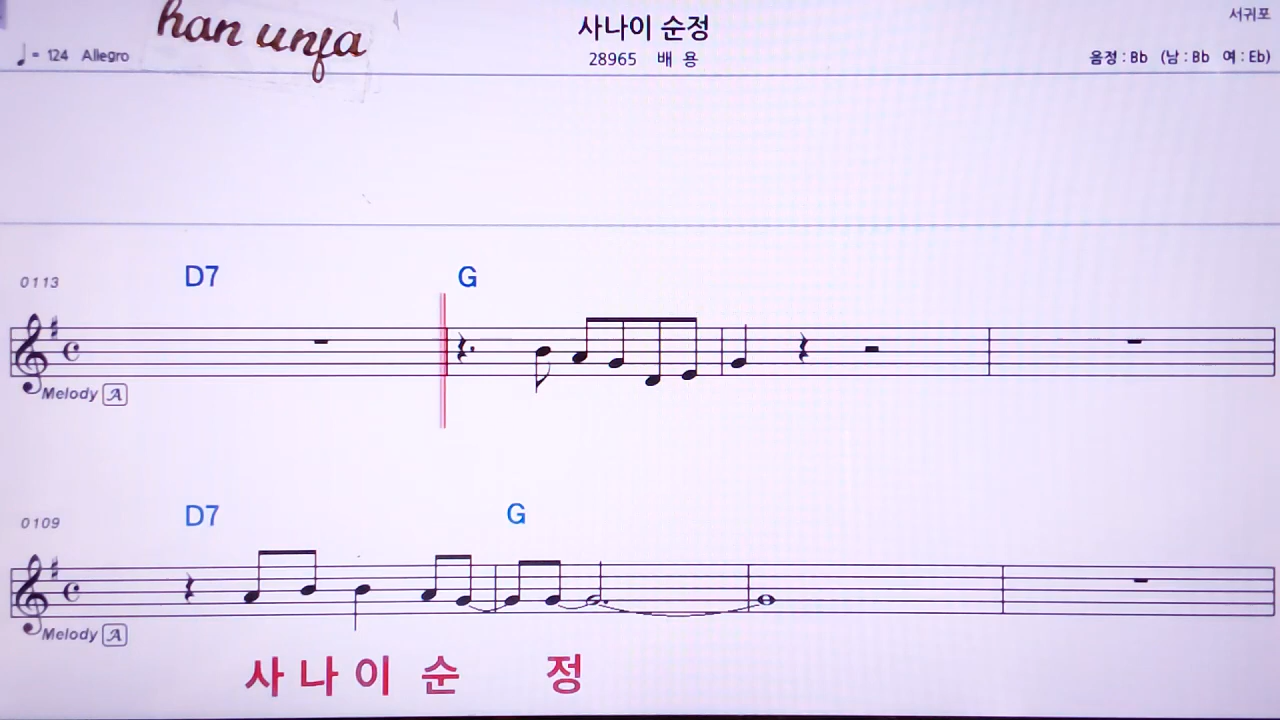 han unja
사나이 순정
서귀포
♩= 124 Allegro
28965 배 용
음정 : Bb (남 : Bb 여 : Eb)
0113
D7 G
Melody A
0109
D7 G
Melody A
사 나 이 순 정